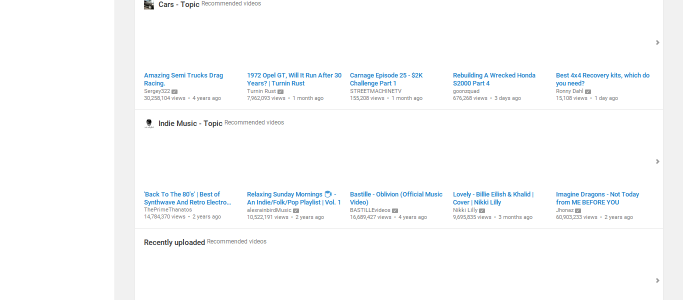 Cars - Topic Recommended videos
Amazing Semi Trucks Drag Racing.
Sergey322
30,258,104 views • 4 years ago
1972 Opel GT, Will It Run After 30 Years? | Turnin Rust
Turnin Rust
7,962,093 views • 1 month ago
Carnage Episode 25 - $2K Challenge Part 1
STREETMACHINETV
155,208 views • 1 month ago
Rebuilding A Wrecked Honda S2000 Part 4
goonzquad
676,268 views • 3 days ago
Best 4x4 Recovery kits, which do you need?
Ronny Dahl
15,108 views • 1 day ago
Indie Music - Topic Recommended videos
'Back To The 80's' | Best of Synthwave And Retro Electro...
ThePrimeThanatos
14,784,370 views • 2 years ago
Relaxing Sunday Mornings ☕ - An Indie/Folk/Pop Playlist | Vol. 1
alexrainbirdMusic
10,522,191 views • 2 years ago
Bastille - Oblivion (Official Music Video)
BASTILLEvideos
16,689,427 views • 4 years ago
Lovely - Billie Eilish & Khalid | Cover | Nikki Lilly
Nikki Lilly
9,695,835 views • 3 months ago
Imagine Dragons - Not Today from ME BEFORE YOU
Jhonez
60,903,233 views • 2 years ago
Recently uploaded Recommended videos